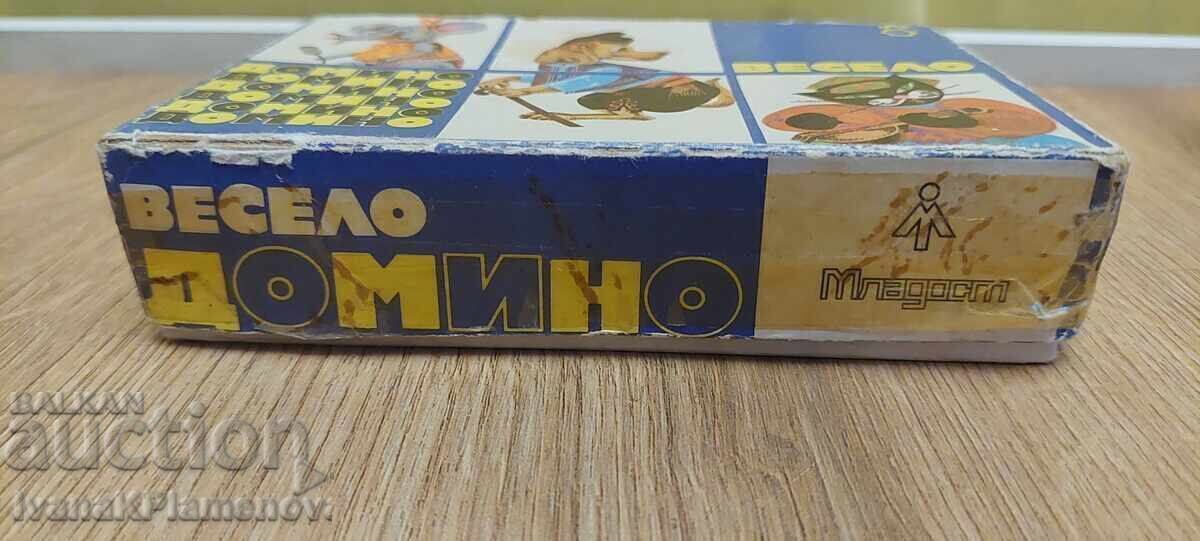 ДОМИНО
ДОМИНО
ДОМИНО
ДОМИНО
ВЕСЕЛО
ВЕСЕЛО
ДОМИНО
Младост
BALKAN
auction
IvanakPlamenov